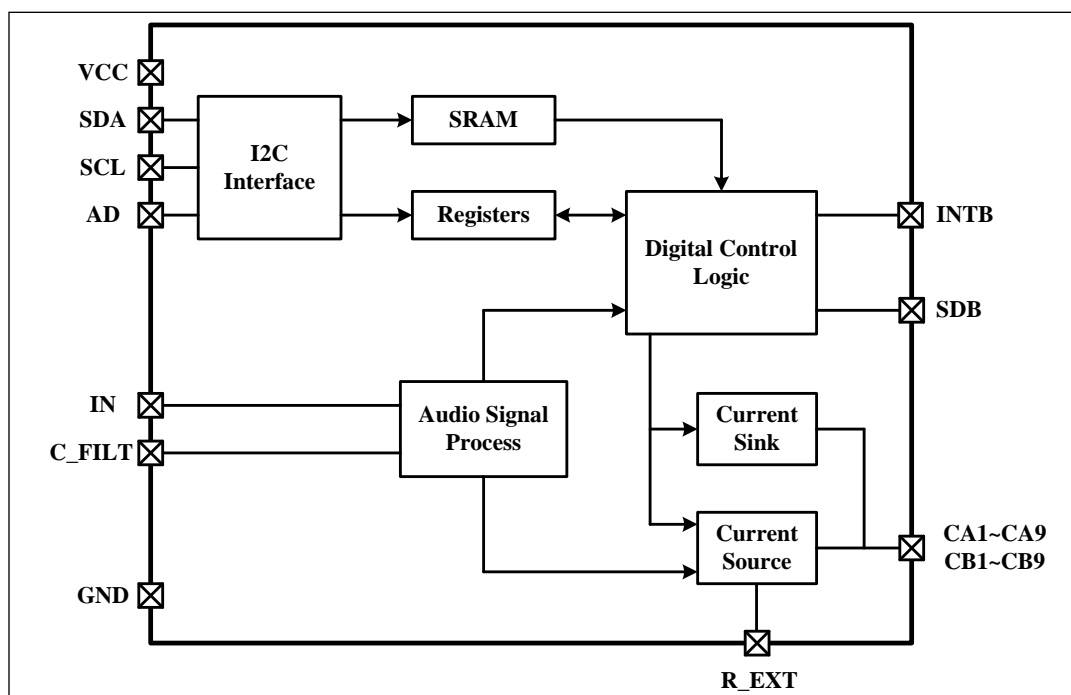 VCC
SDA
SCL
AD
I2C
Interface
SRAM
Registers
Digital Control
Logic
INTB
SDB
IN
C_FILT
Audio Signal
Process
Current
Sink
Current
Source
CA1~CA9
CB1~CB9
GND
R_EXT